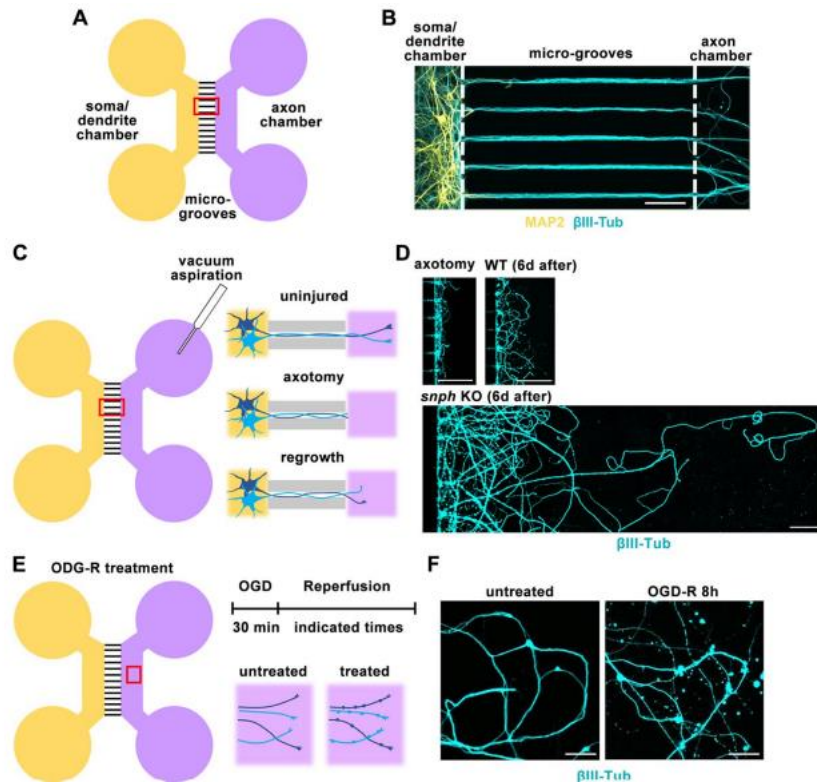 A
soma/
dendrite
chamber
axon
chamber
micro-
grooves
B
soma/
dendrite
chamber
micro-grooves
axon
chamber
MAP2 βIII-Tub
C
vacuum
aspiration
uninjured
axotomy
regrowth
D
axotomy
WT (6d after)
snph KO (6d after)
βIII-Tub
E
ODG-R treatment
OGD
Reperfusion
30 min
indicated times
untreated
treated
F
untreated
OGD-R 8h
βIII-Tub